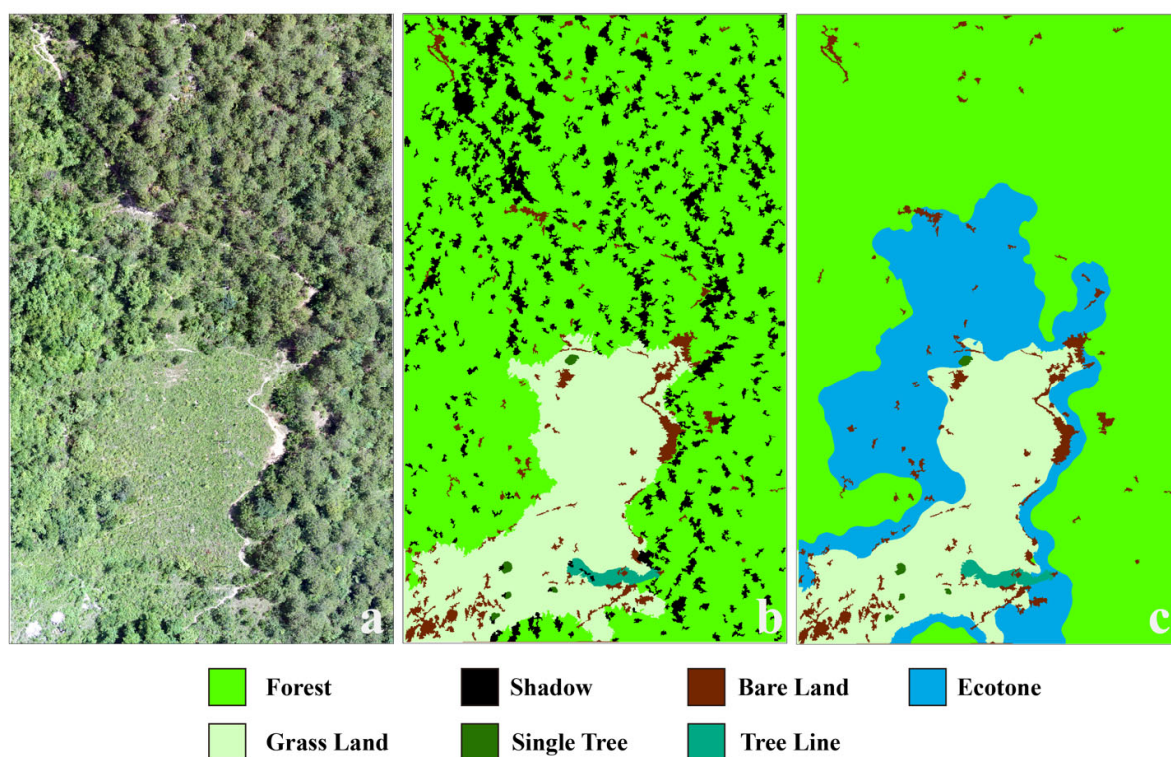 a
b
c
Forest
Shadow
Bare Land
Ecotone
Grass Land
Single Tree
Tree Line